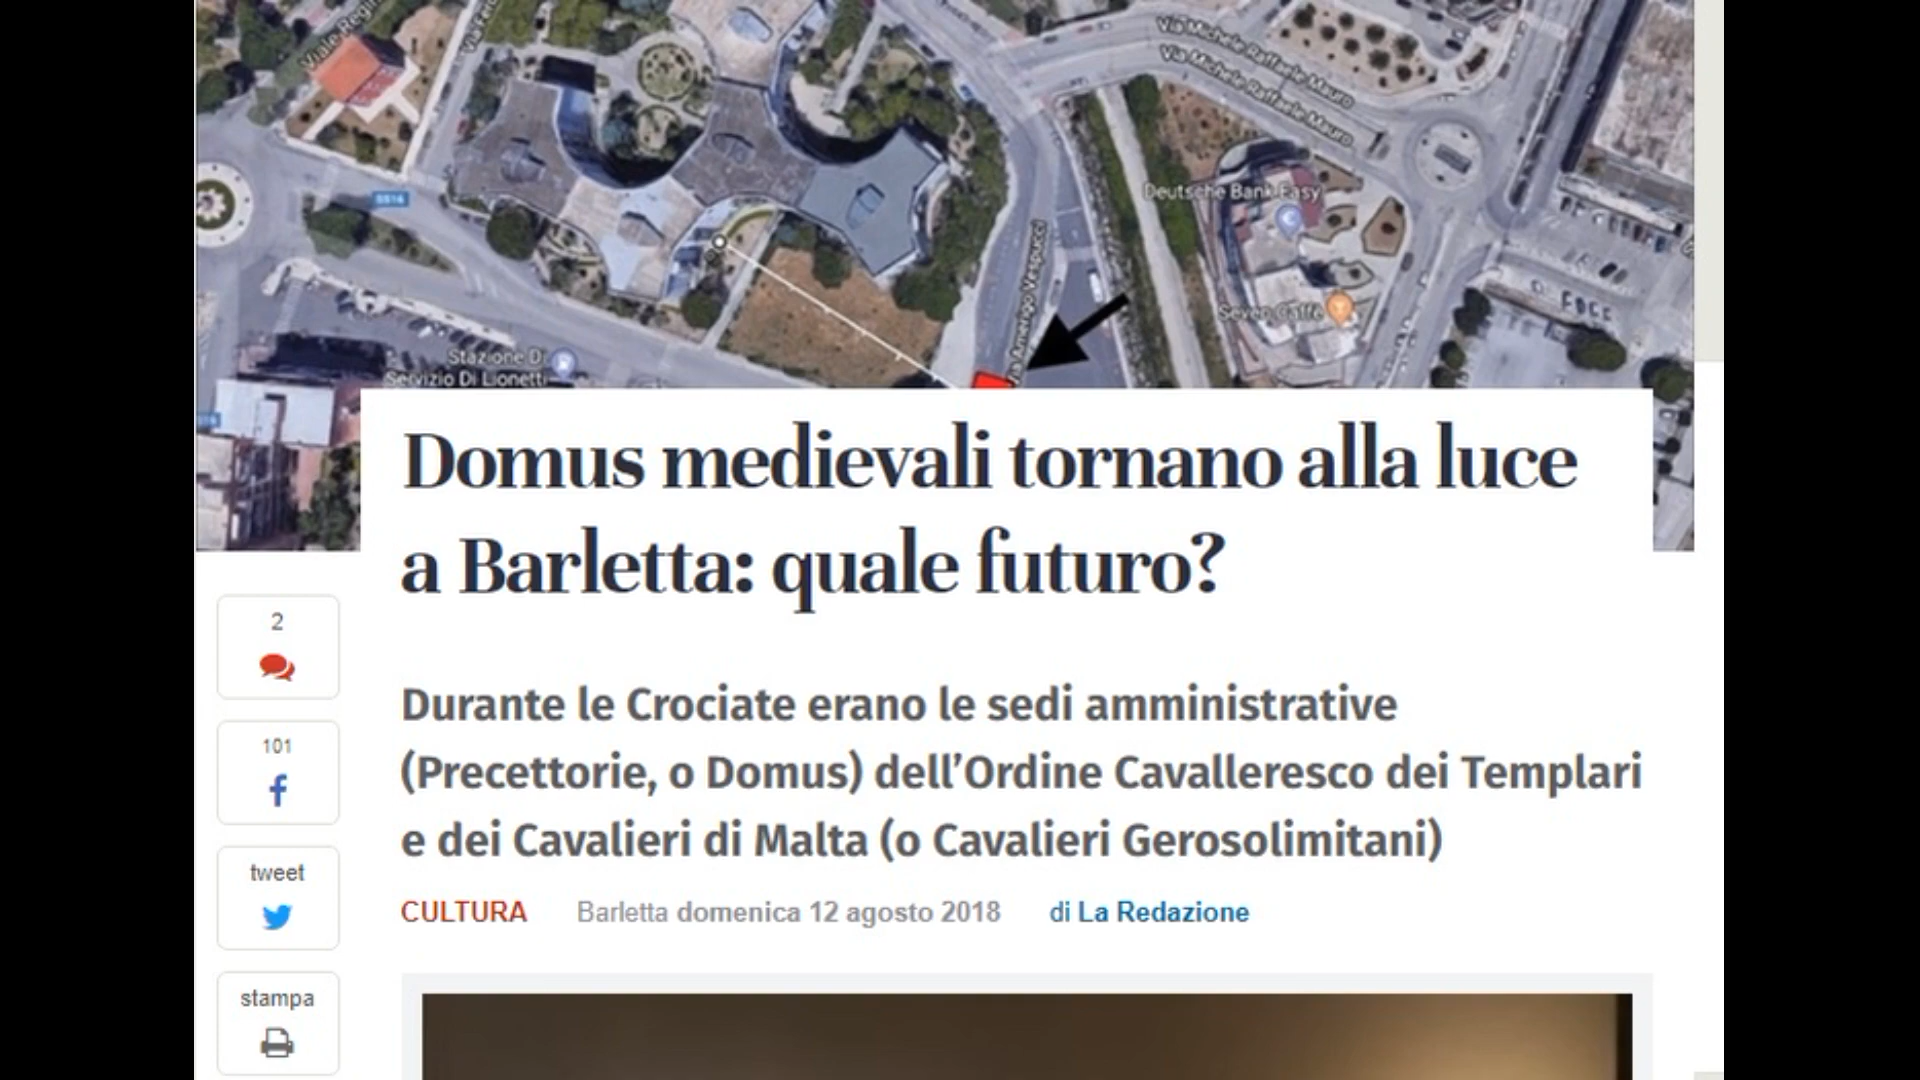 Viale Regin
Via Michele Raffaele Mauro
Via Michele Raffaele Mauro
SS16
Deutsche Bank Easy
Via Amerigo Vespucci
Seven Caffè
Stazione Di
Servizio Di Lionetti
Domus medievali tornano alla luce
a Barletta: quale futuro?
2
101
tweet
stampa
Durante le Crociate erano le sedi amministrative
(Precettorie, o Domus) dell’Ordine Cavalleresco dei Templari
e dei Cavalieri di Malta (o Cavalieri Gerosolimitani)
CULTURA Barletta domenica 12 agosto 2018 di La Redazione